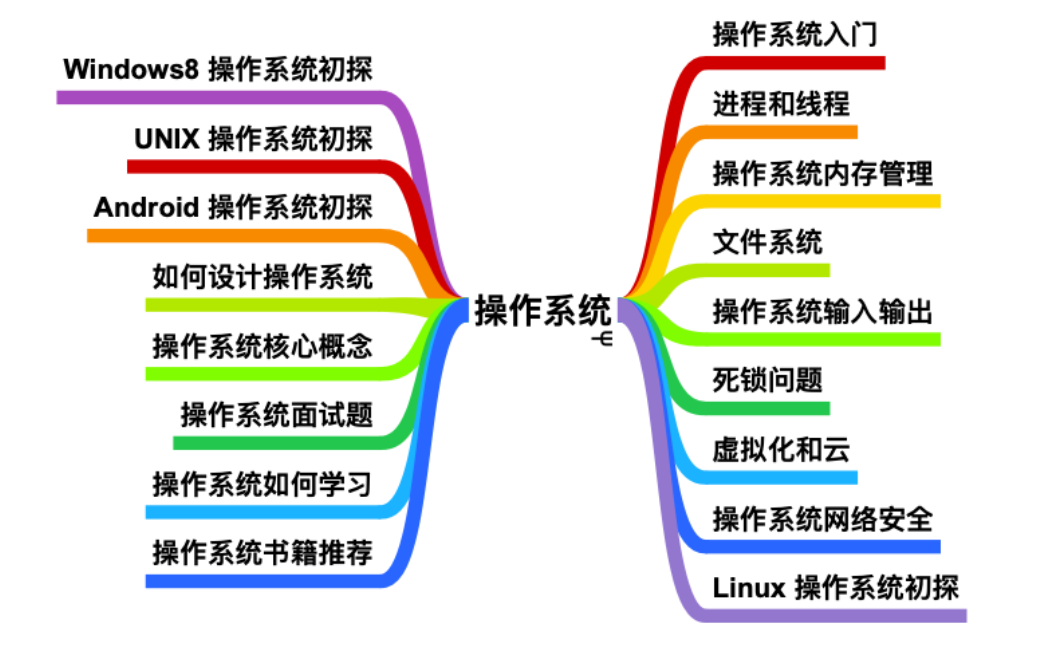 Windows8 操作系统初探
UNIX 操作系统初探
Android 操作系统初探
如何设计操作系统
操作系统核心概念
操作系统面试题
操作系统如何学习
操作系统书籍推荐
操作系统
操作系统入门
进程和线程
操作系统内存管理
文件系统
操作系统输入输出
死锁问题
虚拟化和云
操作系统网络安全
Linux 操作系统初探